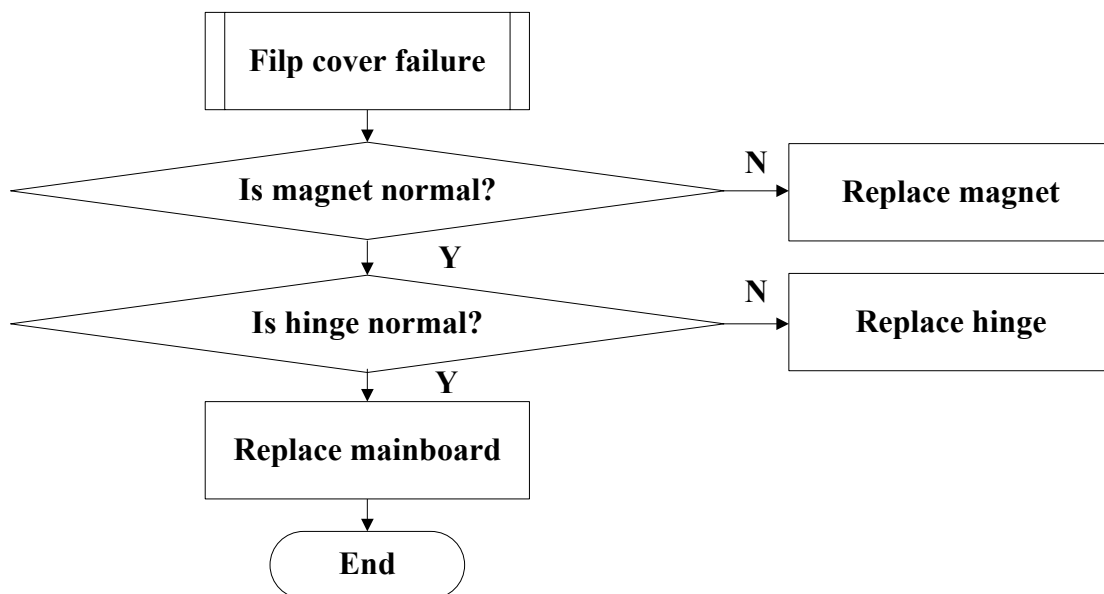 Filp cover failure
Is magnet normal?
N
Replace magnet
Y
Is hinge normal?
N
Replace hinge
Y
Replace mainboard
End